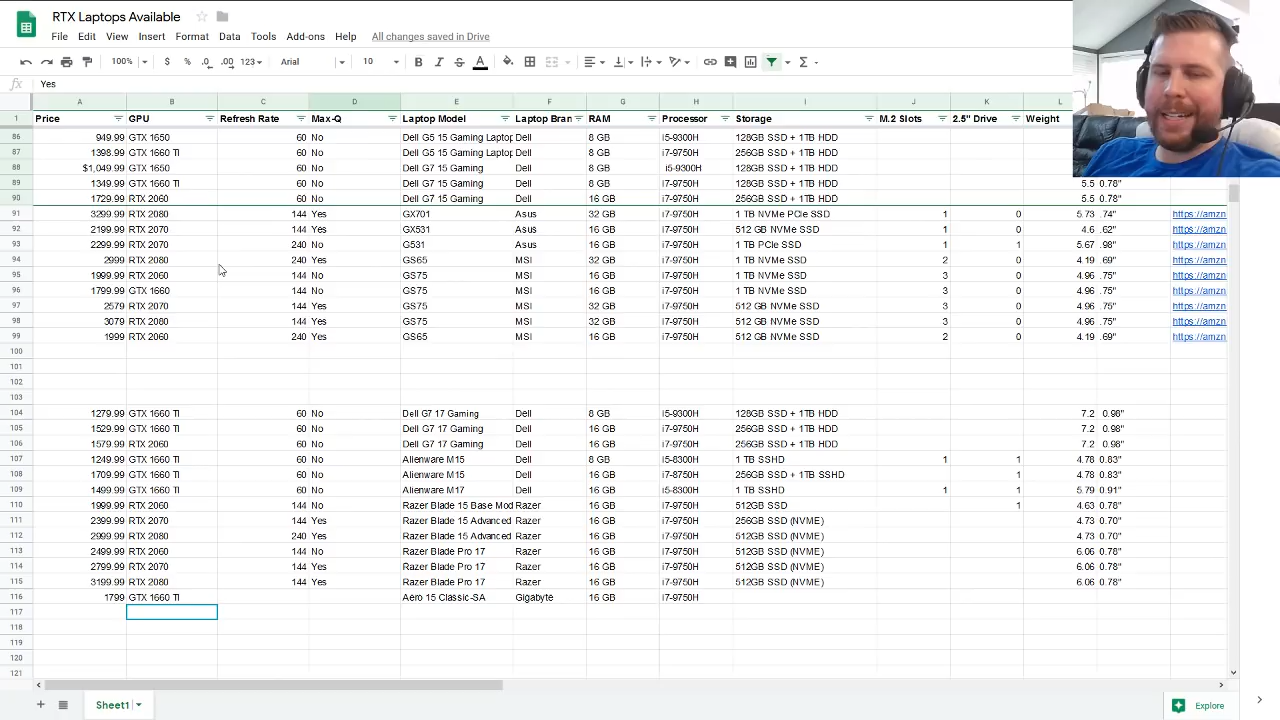 RTX Laptops Available
File Edit View Insert Format Data Tools Add-ons Help All changes saved in Drive
100% $ % .0 .00 123 Arial 10 B I S A Σ
fx Yes
A B C D E F G H I J K L
1 Price GPU Refresh Rate Max-Q Laptop Model Laptop Bran RAM Processor Storage M.2 Slots 2.5" Drive Weight
86 949.99 GTX 1650 60 No Dell G5 15 Gaming Laptop Dell 8 GB i5-9300H 128GB SSD + 1TB HDD
87 1398.99 GTX 1660 TI 60 No Dell G5 15 Gaming Laptop Dell 8 GB i7-9750H 256GB SSD + 1TB HDD
88 $1,049.99 GTX 1650 60 No Dell G7 15 Gaming Dell 8 GB i5-9300H 128GB SSD + 1TB HDD
89 1349.99 GTX 1660 TI 60 No Dell G7 15 Gaming Dell 8 GB i7-9750H 128GB SSD + 1TB HDD 5.5 0.78"
90 1729.99 RTX 2060 60 No Dell G7 15 Gaming Dell 16 GB i7-9750H 256GB SSD + 1TB HDD 5.5 0.78"
91 3299.99 RTX 2080 144 Yes GX701 Asus 32 GB i7-9750H 1 TB NVMe PCIe SSD 1 0 5.73 .74" https://amzn
92 2199.99 RTX 2070 144 Yes GX531 Asus 16 GB i7-9750H 512 GB NVMe SSD 1 0 4.6 .62" https://amzn
93 2299.99 RTX 2070 240 No G531 Asus 16 GB i7-9750H 1 TB PCIe SSD 1 1 5.67 .98" https://amzn
94 2999 RTX 2080 240 Yes GS65 MSI 32 GB i7-9750H 1 TB NVMe SSD 2 0 4.19 .69" https://amzn
95 1999.99 RTX 2060 144 No GS75 MSI 16 GB i7-9750H 1 TB NVMe SSD 3 0 4.96 .75" https://amzn
96 1799.99 GTX 1660 144 No GS75 MSI 16 GB i7-9750H 1 TB NVMe SSD 3 0 4.96 .75" https://amzn
97 2579 RTX 2070 144 Yes GS75 MSI 32 GB i7-9750H 512 GB NVMe SSD 3 0 4.96 .75" https://amzn
98 3079 RTX 2080 144 Yes GS75 MSI 32 GB i7-9750H 512 GB NVMe SSD 3 0 4.96 .75" https://amzn
99 1999 RTX 2060 240 Yes GS65 MSI 16 GB i7-9750H 512 GB NVMe SSD 2 0 4.19 .69" https://amzn
100
101
102
103
104 1279.99 GTX 1660 TI 60 No Dell G7 17 Gaming Dell 8 GB i5-9300H 128GB SSD + 1TB HDD 7.2 0.98"
105 1529.99 GTX 1660 TI 60 No Dell G7 17 Gaming Dell 16 GB i7-9750H 256GB SSD + 1TB HDD 7.2 0.98"
106 1579.99 RTX 2060 60 No Dell G7 17 Gaming Dell 16 GB i7-9750H 256GB SSD + 1TB HDD 7.2 0.98"
107 1249.99 GTX 1660 TI 60 No Alienware M15 Dell 8 GB i5-8300H 1 TB SSHD 1 1 4.78 0.83"
108 1709.99 GTX 1660 TI 60 No Alienware M15 Dell 16 GB i7-8750H 256GB SSD + 1TB SSHD 1 4.78 0.83"
109 1499.99 GTX 1660 TI 60 No Alienware M17 Dell 16 GB i5-8300H 1 TB SSHD 1 1 5.79 0.91"
110 1999.99 RTX 2060 144 No Razer Blade 15 Base Mod Razer 16 GB i7-9750H 512GB SSD 1 4.63 0.78"
111 2399.99 RTX 2070 144 Yes Razer Blade 15 Advanced Razer 16 GB i7-9750H 256GB SSD (NVME) 4.73 0.70"
112 2999.99 RTX 2080 240 Yes Razer Blade 15 Advanced Razer 16 GB i7-9750H 512GB SSD (NVME) 4.73 0.70"
113 2499.99 RTX 2060 144 No Razer Blade Pro 17 Razer 16 GB i7-9750H 512GB SSD (NVME) 6.06 0.78"
114 2799.99 RTX 2070 144 Yes Razer Blade Pro 17 Razer 16 GB i7-9750H 512GB SSD (NVME) 6.06 0.78"
115 3199.99 RTX 2080 144 Yes Razer Blade Pro 17 Razer 16 GB i7-9750H 512GB SSD (NVME) 6.06 0.78"
116 1799 GTX 1660 TI Aero 15 Classic-SA Gigabyte 16 GB i7-9750H
117
118
119
120
121
Sheet1 Explore